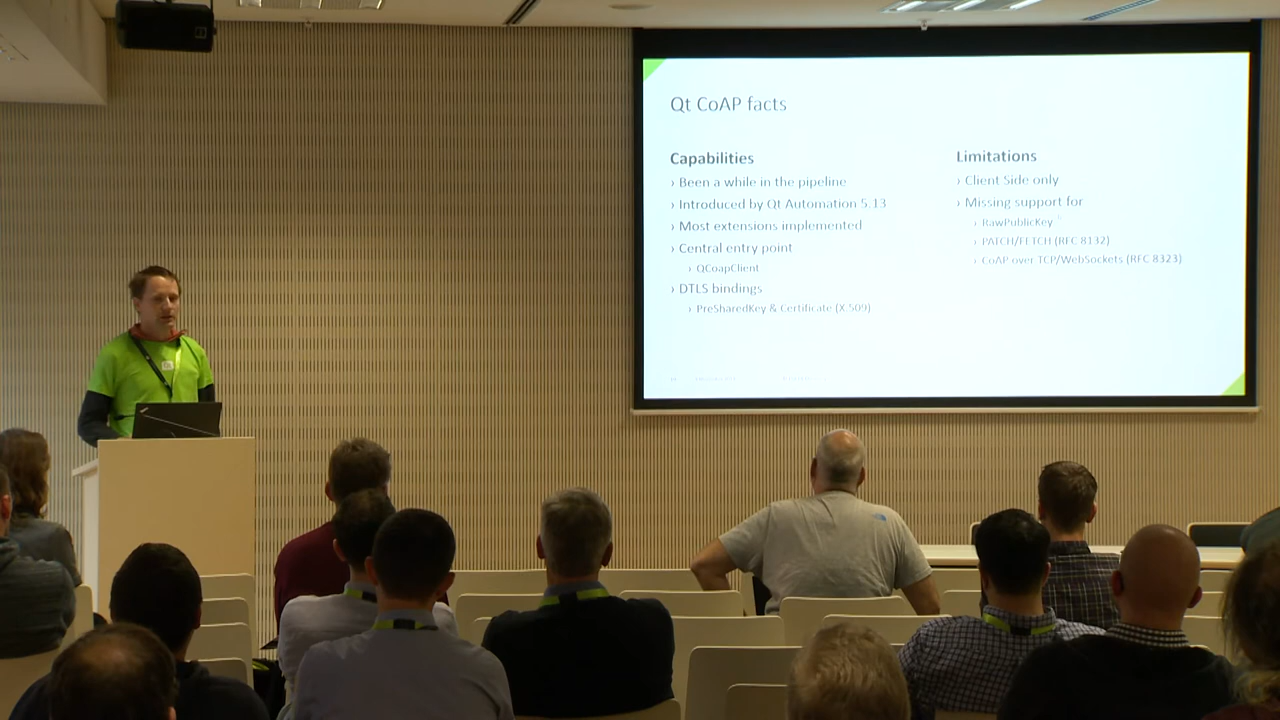 Qt CoAP facts
Capabilities
› Been a while in the pipeline
› Introduced by Qt Automation 5.13
› Most extensions implemented
› Central entry point
› QCoapClient
› DTLS bindings
› PreSharedKey & Certificate (X.509)
Limitations
› Client Side only
› Missing support for
› RawPublicKey
› PATCH/FETCH (RFC 8132)
› CoAP over TCP/WebSockets (RFC 8323)